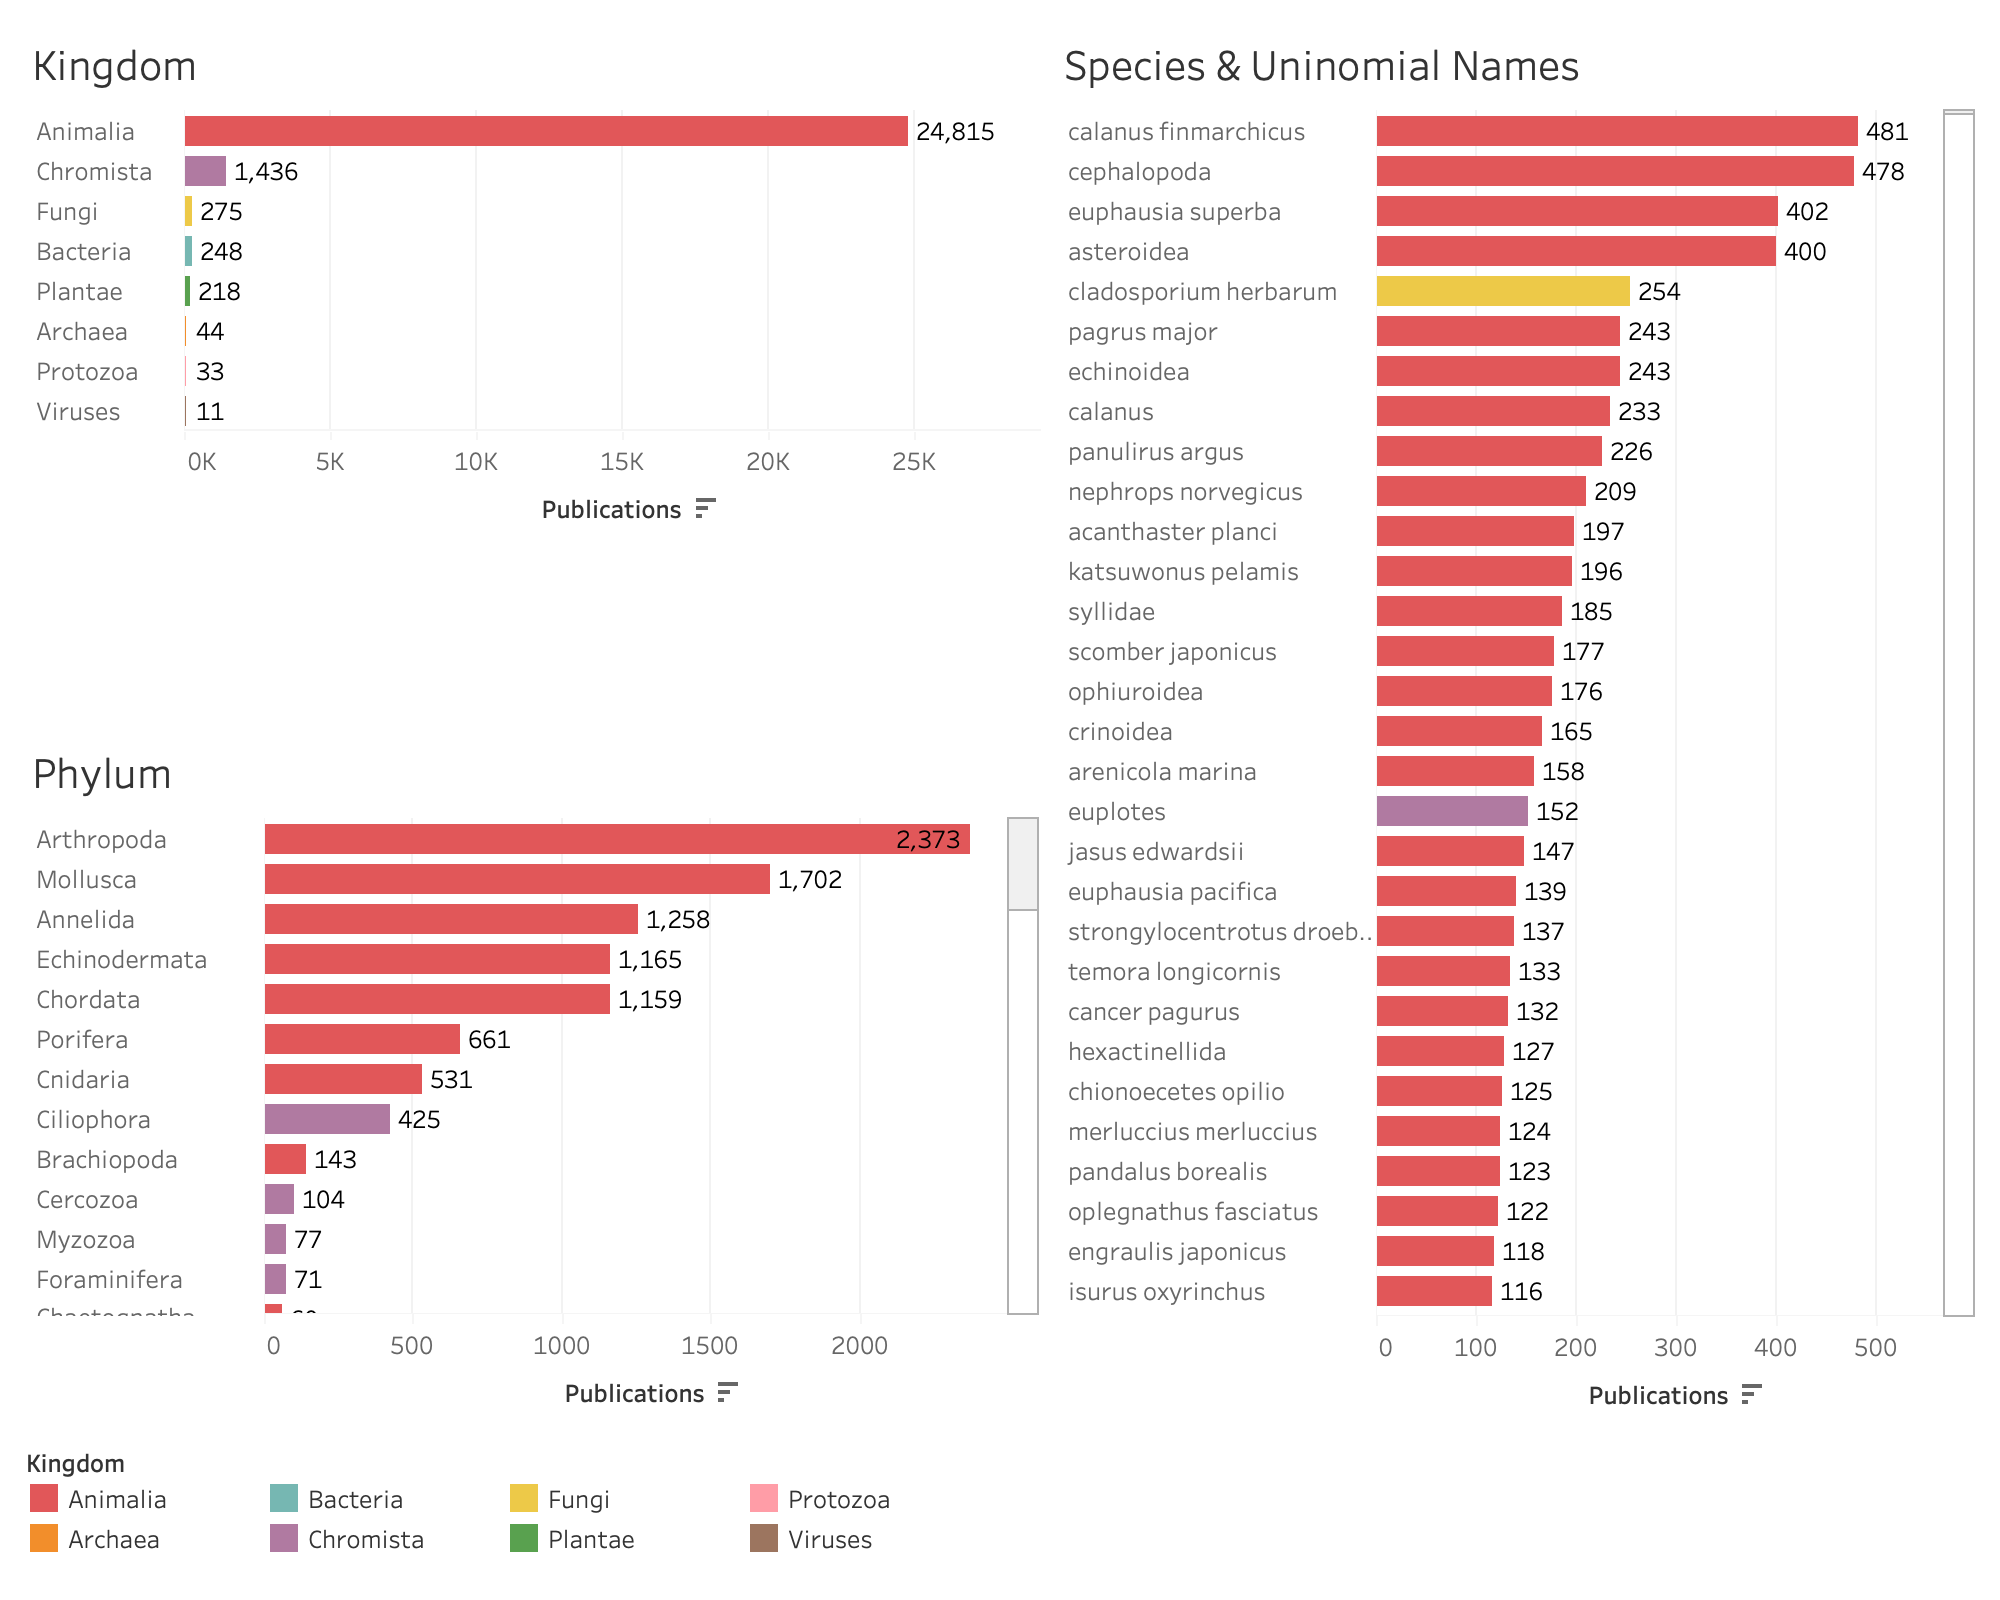 Kingdom
Animalia 24,815
Chromista 1,436
Fungi 275
Bacteria 248
Plantae 218
Archaea 44
Protozoa 33
Viruses 11
0K 5K 10K 15K 20K 25K
Publications
Phylum
Arthropoda 2,373
Mollusca 1,702
Annelida 1,258
Echinodermata 1,165
Chordata 1,159
Porifera 661
Cnidaria 531
Ciliophora 425
Brachiopoda 143
Cercozoa 104
Myzozoa 77
Foraminifera 71
Chaetognatha
0 500 1000 1500 2000
Publications
Species & Uninomial Names
calanus finmarchicus 481
cephalopoda 478
euphausia superba 402
asteroidea 400
cladosporium herbarum 254
pagrus major 243
echinoidea 243
calanus 233
panulirus argus 226
nephrops norvegicus 209
acanthaster planci 197
katsuwonus pelamis 196
syllidae 185
scomber japonicus 177
ophiuroidea 176
crinoidea 165
arenicola marina 158
euplotes 152
jasus edwardsii 147
euphausia pacifica 139
strongylocentrotus droeb.. 137
temora longicornis 133
cancer pagurus 132
hexactinellida 127
chionoecetes opilio 125
merluccius merluccius 124
pandalus borealis 123
oplegnathus fasciatus 122
engraulis japonicus 118
isurus oxyrinchus 116
0 100 200 300 400 500
Publications
Kingdom
Animalia Bacteria Fungi Protozoa
Archaea Chromista Plantae Viruses